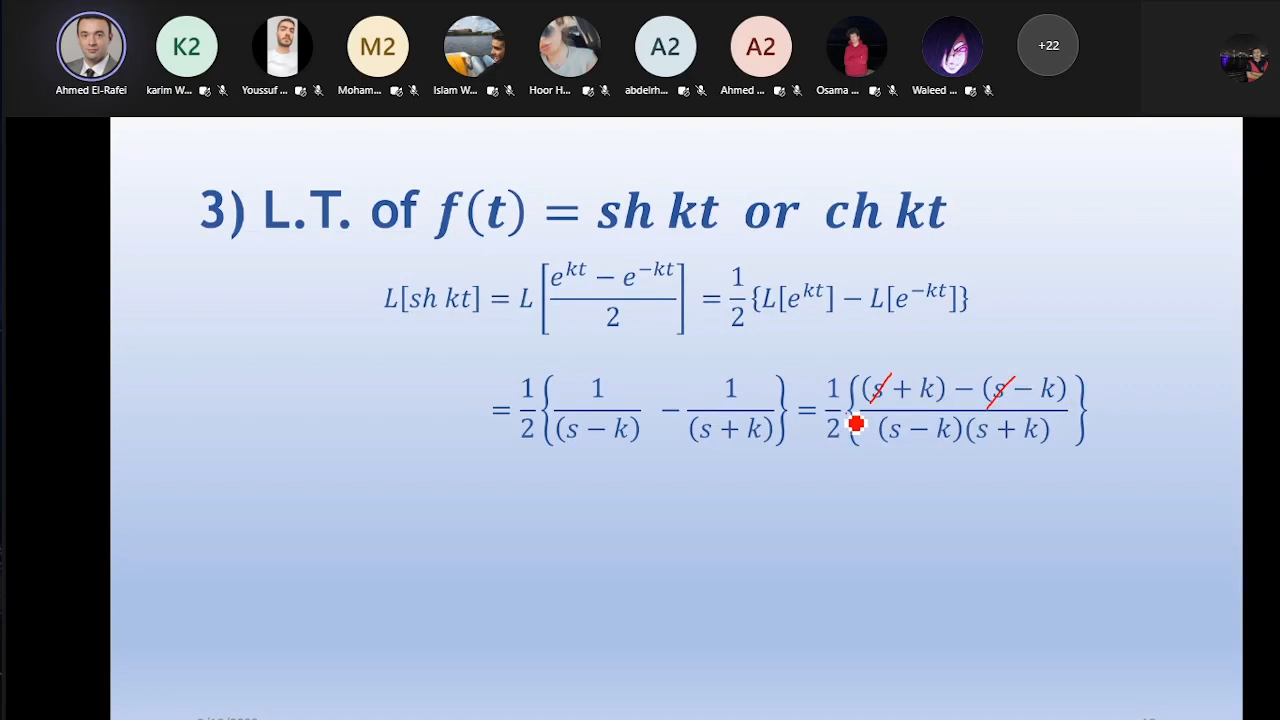 K2 M2 A2 A2 +22
Ahmed El-Rafei karim W... Youssuf ... Moham... Islam W... Hoor H... abdelrh... Ahmed ... Osama ... Waleed ...
3) L.T. of f(t) = sh kt or ch kt
L[sh kt] = L [(e^{kt} − e^{−kt})/2] = 1/2 {L[e^{kt}] − L[e^{−kt}]}
= 1/2 {1/(s − k) − 1/(s + k)} = 1/2 {((s + k) − (s − k))/((s − k)(s + k))}